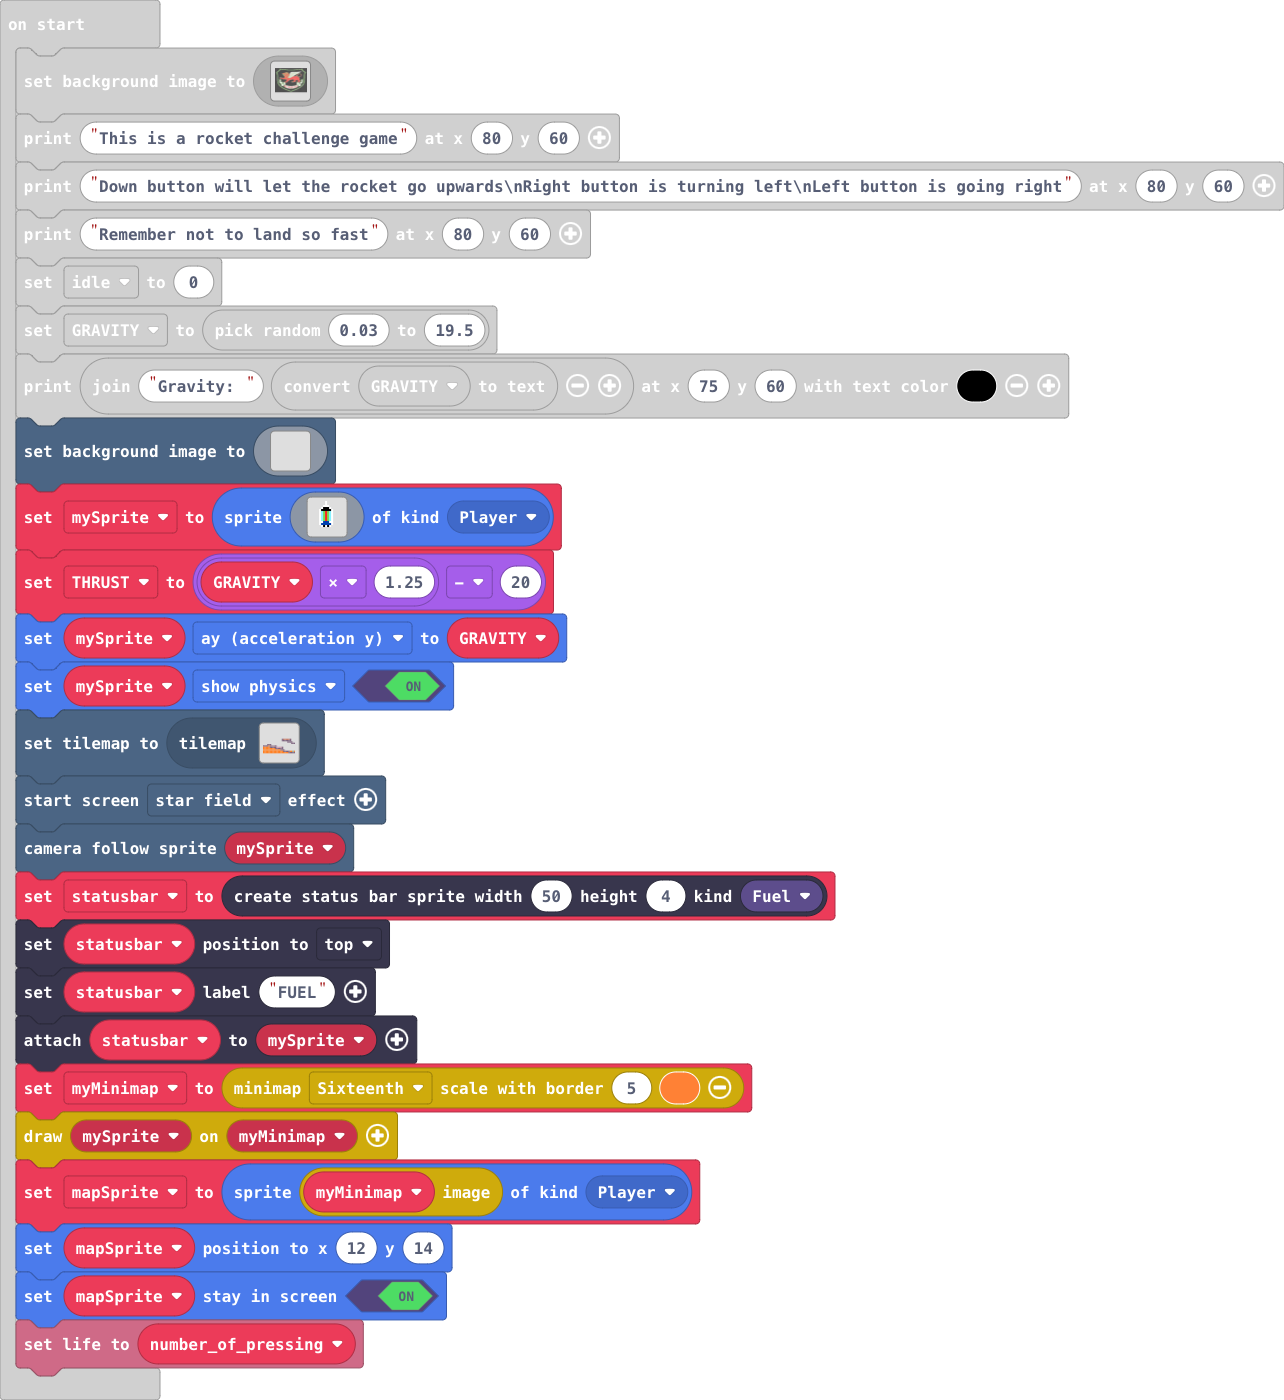 on start
set background image to
print "This is a rocket challenge game" at x 80 y 60
print "Down button will let the rocket go upwards\nRight button is turning left\nLeft button is going right" at x 80 y 60
print "Remember not to land so fast" at x 80 y 60
set idle to 0
set GRAVITY to pick random 0.03 to 19.5
print join "Gravity: " convert GRAVITY to text at x 75 y 60 with text color
set background image to
set mySprite to sprite of kind Player
set THRUST to GRAVITY × 1.25 - 20
set mySprite ay (acceleration y) to GRAVITY
set mySprite show physics ON
set tilemap to tilemap
start screen star field effect
camera follow sprite mySprite
set statusbar to create status bar sprite width 50 height 4 kind Fuel
set statusbar position to top
set statusbar label "FUEL"
attach statusbar to mySprite
set myMinimap to minimap Sixteenth scale with border 5
draw mySprite on myMinimap
set mapSprite to sprite myMinimap image of kind Player
set mapSprite position to x 12 y 14
set mapSprite stay in screen ON
set life to number_of_pressing